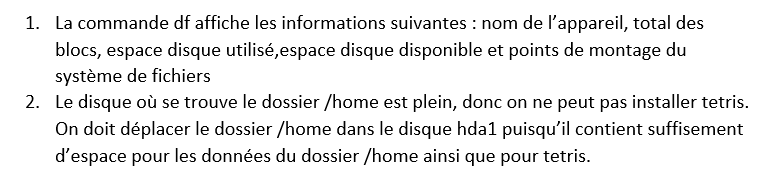 1. La commande df affiche les informations suivantes : nom de l’appareil, total des
blocs, espace disque utilisé,espace disque disponible et points de montage du
système de fichiers
2. Le disque où se trouve le dossier /home est plein, donc on ne peut pas installer tetris.
On doit déplacer le dossier /home dans le disque hda1 puisqu’il contient suffisement
d’espace pour les données du dossier /home ainsi que pour tetris.